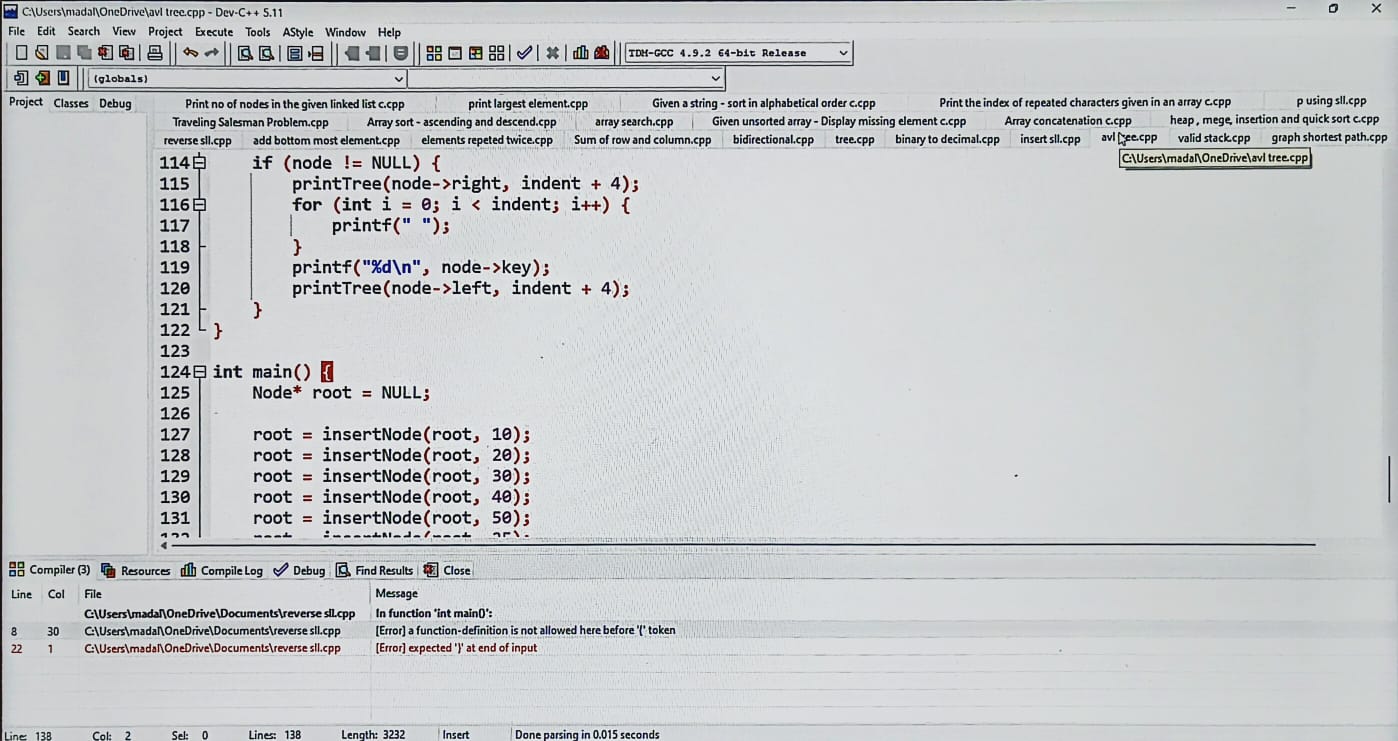 C:\Users\madal\OneDrive\avl tree.cpp - Dev-C++ 5.11
File Edit Search View Project Execute Tools AStyle Window Help
TDM-GCC 4.9.2 64-bit Release
(globals)
Project Classes Debug
Print no of nodes in the given linked list c.cpp print largest element.cpp Given a string - sort in alphabetical order c.cpp Print the index of repeated characters given in an array c.cpp p using sll.cpp
Traveling Salesman Problem.cpp Array sort - ascending and descend.cpp array search.cpp Given unsorted array - Display missing element c.cpp Array concatenation c.cpp heap , mege, insertion and quick sort c.cpp
reverse sll.cpp add bottom most element.cpp elements repeted twice.cpp Sum of row and column.cpp bidirectional.cpp tree.cpp binary to decimal.cpp insert sll.cpp avl tree.cpp valid stack.cpp graph shortest path.cpp
C:\Users\madal\OneDrive\avl tree.cpp
114 if (node != NULL) {
115 printTree(node->right, indent + 4);
116 for (int i = 0; i < indent; i++) {
117 printf(" ");
118 }
119 printf("%d\n", node->key);
120 printTree(node->left, indent + 4);
121 }
122 }
123
124 int main() {
125 Node* root = NULL;
126
127 root = insertNode(root, 10);
128 root = insertNode(root, 20);
129 root = insertNode(root, 30);
130 root = insertNode(root, 40);
131 root = insertNode(root, 50);
Compiler (3) Resources Compile Log Debug Find Results Close
Line Col File Message
C:\Users\madal\OneDrive\Documents\reverse sll.cpp In function 'int main()':
8 30 C:\Users\madal\OneDrive\Documents\reverse sll.cpp [Error] a function-definition is not allowed here before '{' token
22 1 C:\Users\madal\OneDrive\Documents\reverse sll.cpp [Error] expected '}' at end of input
Line: 138 Col: 2 Sel: 0 Lines: 138 Length: 3232 Insert Done parsing in 0.015 seconds